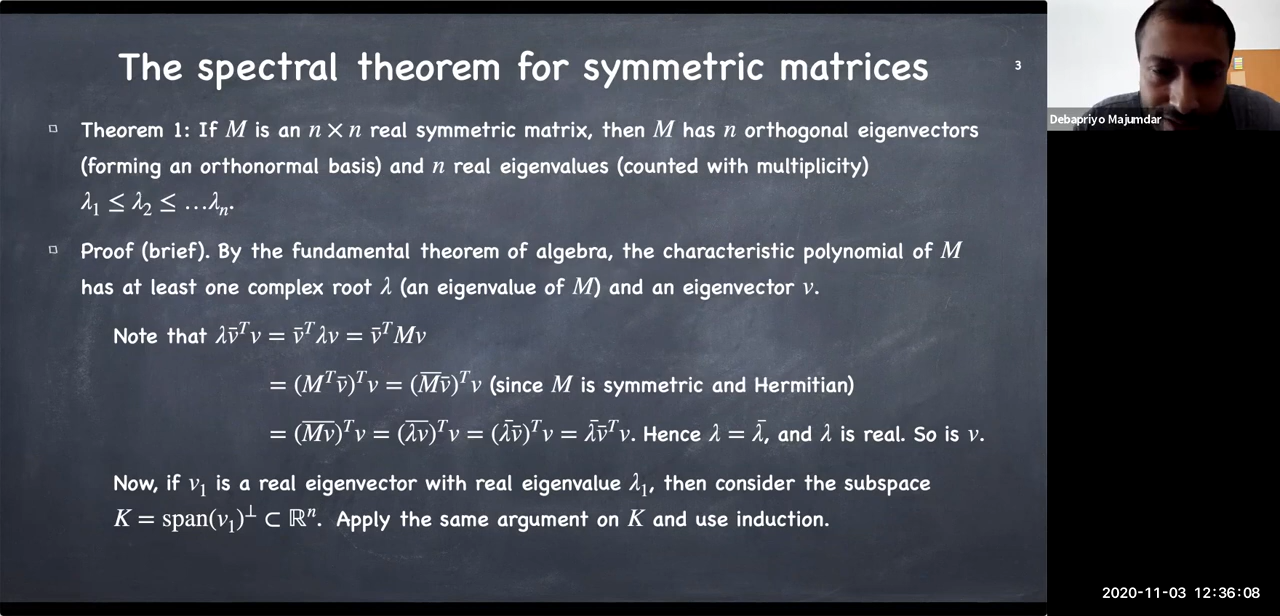 The spectral theorem for symmetric matrices
3
Theorem 1: If M is an n × n real symmetric matrix, then M has n orthogonal eigenvectors
(forming an orthonormal basis) and n real eigenvalues (counted with multiplicity)
λ₁ ≤ λ₂ ≤ …λₙ.
Proof (brief). By the fundamental theorem of algebra, the characteristic polynomial of M
has at least one complex root λ (an eigenvalue of M) and an eigenvector v.
Note that λv̄ᵀv = v̄ᵀλv = v̄ᵀMv
= (Mᵀv̄)ᵀv = (M̅v̄)ᵀv (since M is symmetric and Hermitian)
= (M̅v̅)ᵀv = (λ̅v̅)ᵀv = (λ̄v̄)ᵀv = λ̄v̄ᵀv. Hence λ = λ̄, and λ is real. So is v.
Now, if v₁ is a real eigenvector with real eigenvalue λ₁, then consider the subspace
K = span(v₁)^⊥ ⊂ ℝⁿ. Apply the same argument on K and use induction.
Debapriyo Majumdar
2020-11-03 12:36:08